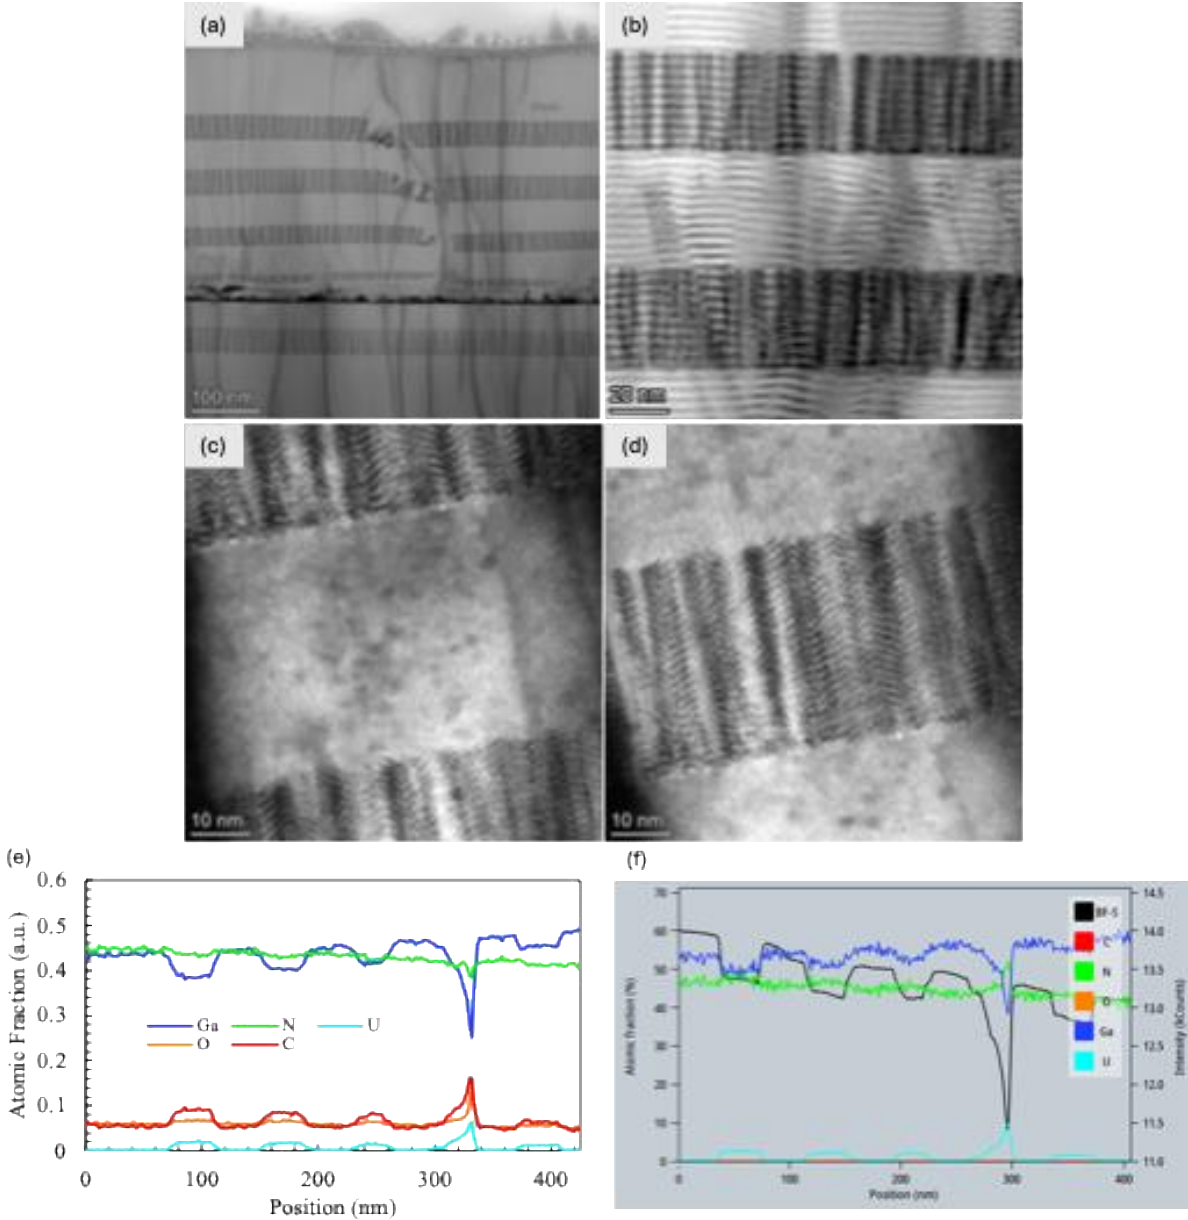 (a)
(b)
100 nm
20 nm
(c)
(d)
10 nm
10 nm
(e)
(f)
0.6
0.5
0.4
0.3
0.2
0.1
0
Atomic Fraction (a.u.)
Ga N U
O C
0 100 200 300 400
Position (nm)
70
60
50
40
30
20
10
0
Atomic fraction (%)
BF-S
C
N
O
Ga
U
14.5
14.0
13.5
13.0
12.5
12.0
11.5
11.0
Intensity (kCounts)
0 100 200 300 400
Position (nm)